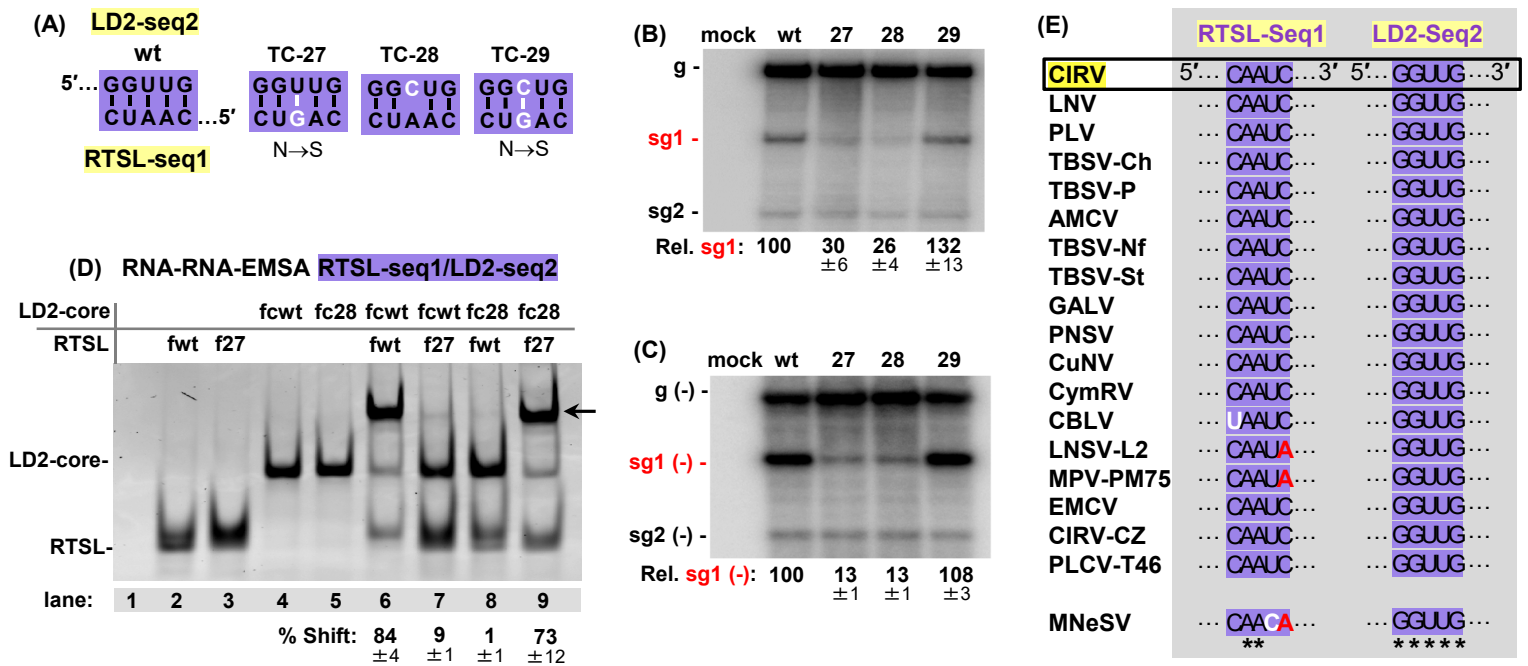 (A)
LD2-seq2
wt TC-27 TC-28 TC-29
5′...GGUUG GGUUG GGCUG GGCUG
CUAAC...5′ CUGAC CUAAC CUGAC
RTSL-seq1 N→S N→S
(B)
mock wt 27 28 29
g -
sg1 -
sg2 -
Rel. sg1: 100 30 26 132
±6 ±4 ±13
(C)
mock wt 27 28 29
g (-) -
sg1 (-) -
sg2 (-) -
Rel. sg1 (-): 100 13 13 108
±1 ±1 ±3
(D) RNA-RNA-EMSA RTSL-seq1/LD2-seq2
LD2-core fcwt fc28 fcwt fcwt fc28 fc28
RTSL fwt f27 fwt f27 fwt f27
LD2-core-
RTSL-
lane: 1 2 3 4 5 6 7 8 9
% Shift: 84 9 1 73
±4 ±1 ±1 ±12
(E)
RTSL-Seq1 LD2-Seq2
CIRV 5′... CAAUC...3′ 5′... GGUUG...3′
LNV ... CAAUC... ... GGUUG...
PLV ... CAAUC... ... GGUUG...
TBSV-Ch ... CAAUC... ... GGUUG...
TBSV-P ... CAAUC... ... GGUUG...
AMCV ... CAAUC... ... GGUUG...
TBSV-Nf ... CAAUC... ... GGUUG...
TBSV-St ... CAAUC... ... GGUUG...
GALV ... CAAUC... ... GGUUG...
PNSV ... CAAUC... ... GGUUG...
CuNV ... CAAUC... ... GGUUG...
CymRV ... CAAUC... ... GGUUG...
CBLV ... UAAUC... ... GGUUG...
LNSV-L2 ... CAAUA... ... GGUUG...
MPV-PM75 ... CAAUA... ... GGUUG...
EMCV ... CAAUC... ... GGUUG...
CIRV-CZ ... CAAUC... ... GGUUG...
PLCV-T46 ... CAAUC... ... GGUUG...
MNeSV ... CAACA... ... GGUUG...
** *****